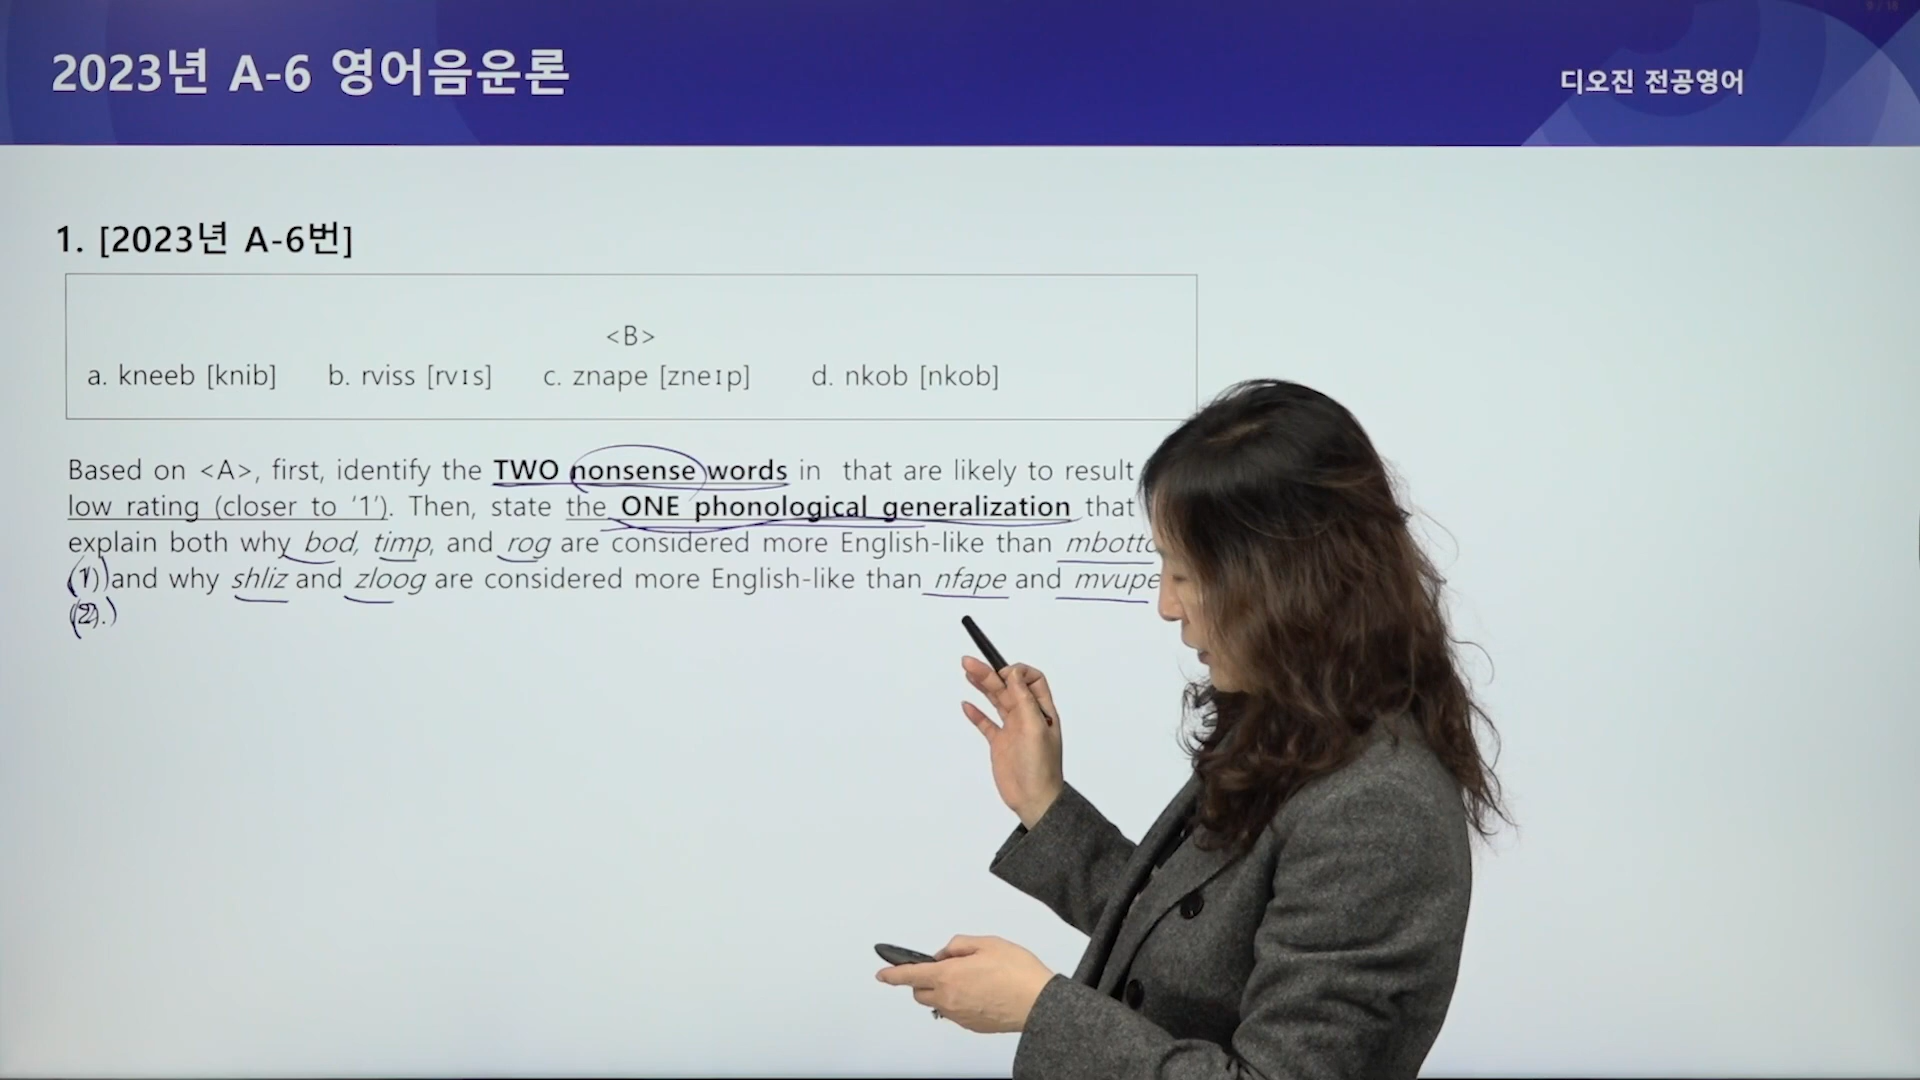 9 / 16
2023년 A-6 영어음운론
디오진 전공영어
1. [2023년 A-6번]
<B>
a. kneeb [knib] b. rviss [rvɪs] c. znape [zneɪp] d. nkob [nkob]
Based on <A>, first, identify the TWO nonsense words in that are likely to result
low rating (closer to ‘1’). Then, state the ONE phonological generalization that
explain both why bod, timp, and rog are considered more English-like than
(1) and why shliz and zloog are considered more English-like than nfape and mvupe
(2).